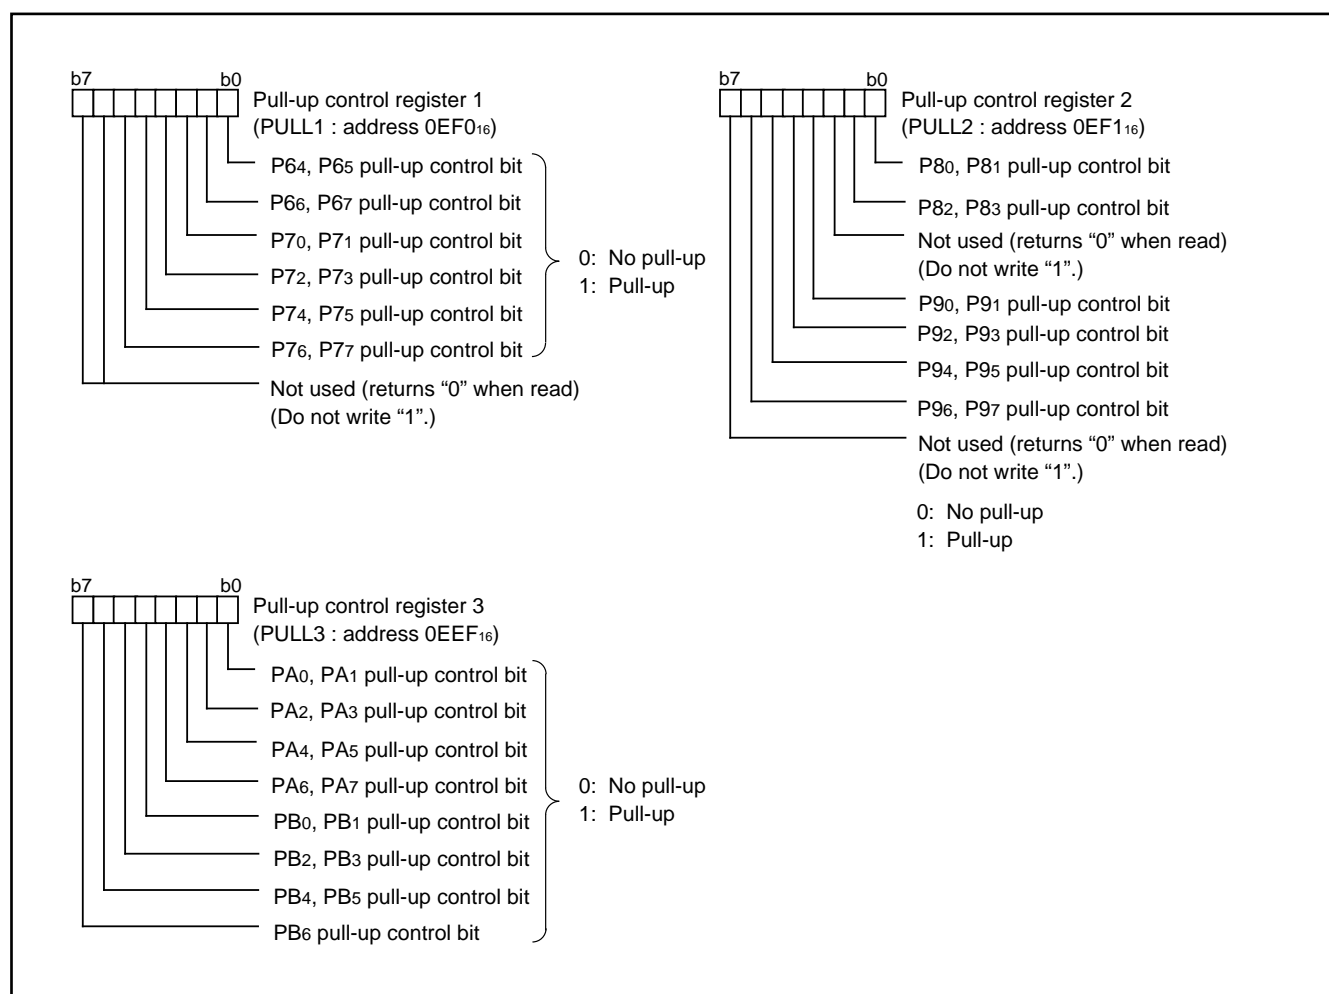 b7 b0
Pull-up control register 1
(PULL1 : address 0EF0₁₆)
P6₄, P6₅ pull-up control bit
P6₆, P6₇ pull-up control bit
P7₀, P7₁ pull-up control bit
P7₂, P7₃ pull-up control bit
P7₄, P7₅ pull-up control bit
P7₆, P7₇ pull-up control bit
0: No pull-up
1: Pull-up
Not used (returns “0” when read)
(Do not write “1”.)
b7 b0
Pull-up control register 2
(PULL2 : address 0EF1₁₆)
P8₀, P8₁ pull-up control bit
P8₂, P8₃ pull-up control bit
Not used (returns “0” when read)
(Do not write “1”.)
P9₀, P9₁ pull-up control bit
P9₂, P9₃ pull-up control bit
P9₄, P9₅ pull-up control bit
P9₆, P9₇ pull-up control bit
Not used (returns “0” when read)
(Do not write “1”.)
0: No pull-up
1: Pull-up
b7 b0
Pull-up control register 3
(PULL3 : address 0EEF₁₆)
PA₀, PA₁ pull-up control bit
PA₂, PA₃ pull-up control bit
PA₄, PA₅ pull-up control bit
PA₆, PA₇ pull-up control bit
PB₀, PB₁ pull-up control bit
PB₂, PB₃ pull-up control bit
PB₄, PB₅ pull-up control bit
PB₆ pull-up control bit
0: No pull-up
1: Pull-up